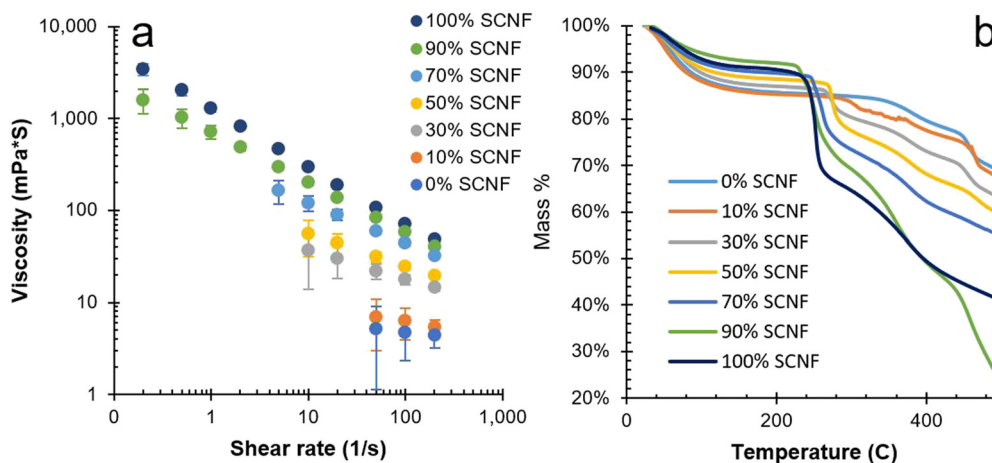 a
10,000
1,000
100
10
1
Viscosity (mPa*S)
0
1
10
100
1,000
Shear rate (1/s)
100% SCNF
90% SCNF
70% SCNF
50% SCNF
30% SCNF
10% SCNF
0% SCNF
b
100%
90%
80%
70%
60%
50%
40%
30%
20%
Mass %
0
200
400
Temperature (C)
0% SCNF
10% SCNF
30% SCNF
50% SCNF
70% SCNF
90% SCNF
100% SCNF